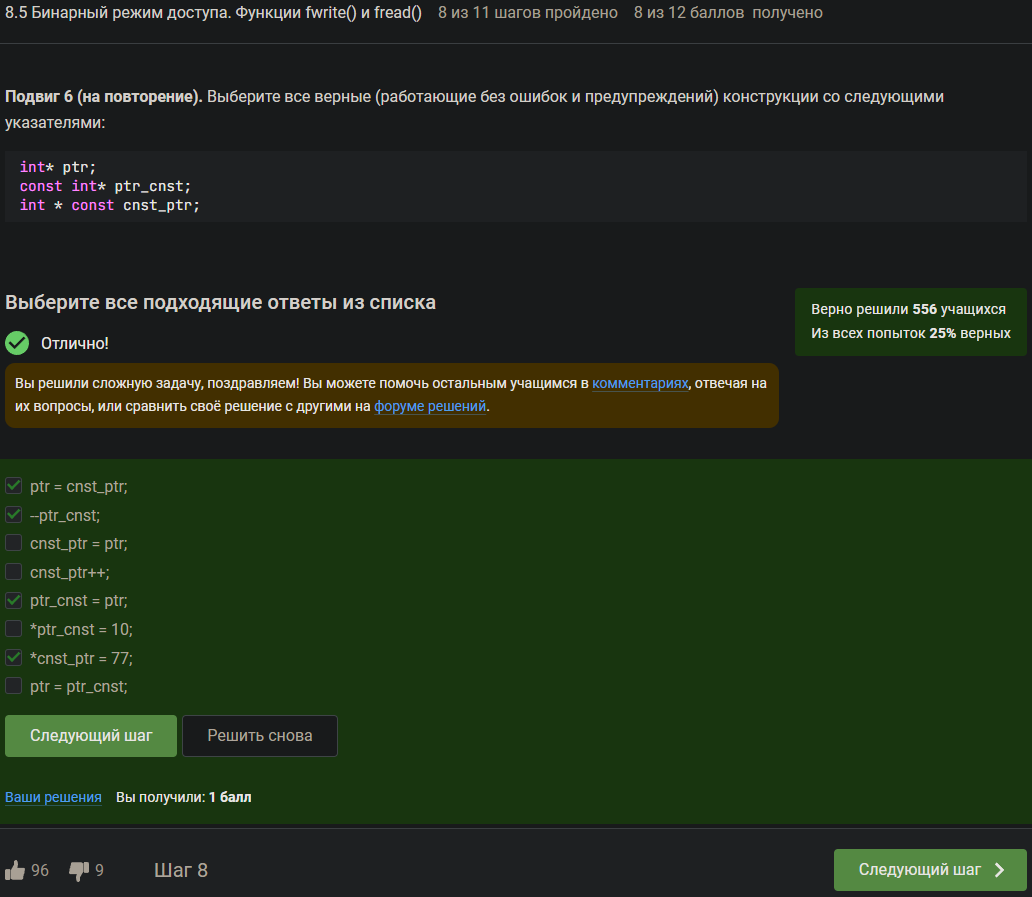 8.5 Бинарный режим доступа. Функции fwrite() и fread() 8 из 11 шагов пройдено 8 из 12 баллов получено
Подвиг 6 (на повторение). Выберите все верные (работающие без ошибок и предупреждений) конструкции со следующими
указателями:
int* ptr;
const int* ptr_cnst;
int * const cnst_ptr;
Выберите все подходящие ответы из списка
Верно решили 556 учащихся
Из всех попыток 25% верных
Отлично!
Вы решили сложную задачу, поздравляем! Вы можете помочь остальным учащимся в комментариях, отвечая на
их вопросы, или сравнить своё решение с другими на форуме решений.
ptr = cnst_ptr;
--ptr_cnst;
cnst_ptr = ptr;
cnst_ptr++;
ptr_cnst = ptr;
*ptr_cnst = 10;
*cnst_ptr = 77;
ptr = ptr_cnst;
Следующий шаг Решить снова
Ваши решения Вы получили: 1 балл
96 9 Шаг 8 Следующий шаг